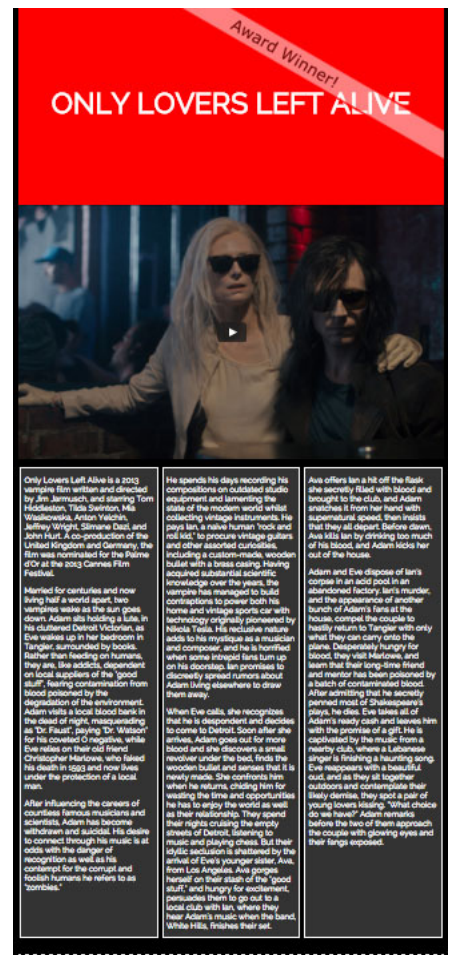 Award Winner!
ONLY LOVERS LEFT ALIVE
Only Lovers Left Alive is a 2013
vampire film written and directed
by Jim Jarmusch, and starring Tom
Hiddleston, Tilda Swinton, Mia
Wasikowska, Anton Yelchin,
Jeffrey Wright, Slimane Dazi, and
John Hurt. A co-production of the
United Kingdom and Germany, the
film was nominated for the Palme
d'Or at the 2013 Cannes Film
Festival.
Married for centuries and now
living half a world apart, two
vampires wake as the sun goes
down. Adam sits holding a lute, in
his cluttered Detroit Victorian, as
Eve wakes up in her bedroom in
Tangier, surrounded by books.
Rather than feeding on humans,
they are, like addicts, dependent
on local suppliers of the "good
stuff", fearing contamination from
blood poisoned by the
degradation of the environment.
Adam visits a local blood bank in
the dead of night, masquerading
as "Dr. Faust", paying "Dr. Watson"
for his coveted O negative, while
Eve relies on their old friend
Christopher Marlowe, who faked
his death in 1593 and now lives
under the protection of a local
man.
After influencing the careers of
countless famous musicians and
scientists, Adam has become
withdrawn and suicidal. His desire
to connect through his music is at
odds with the danger of
recognition as well as his
contempt for the corrupt and
foolish humans he refers to as
"zombies."
He spends his days recording his
compositions on outdated studio
equipment and lamenting the
state of the modern world whilst
collecting vintage instruments. He
pays Ian, a naive human "rock and
roll kid," to procure vintage guitars
and other assorted curiosities,
including a custom-made, wooden
bullet with a brass casing. Having
acquired substantial scientific
knowledge over the years, the
vampire has managed to build
contraptions to power both his
home and vintage sports car with
technology originally pioneered by
Nikola Tesla. His reclusive nature
adds to his mystique as a musician
and composer, and he is horrified
when some intrepid fans turn up
on his doorstep. Ian promises to
discreetly spread rumors about
Adam living elsewhere to draw
them away.
When Eve calls, she recognizes
that he is despondent and decides
to come to Detroit. Soon after she
arrives, Adam goes out for more
blood and she discovers a small
revolver under the bed, finds the
wooden bullet and senses that it is
newly made. She confronts him
when he returns, chiding him for
wasting the time and opportunities
he has to enjoy the world as well
as their relationship. They spend
their nights cruising the empty
streets of Detroit, listening to
music and playing chess. But their
idyllic seclusion is shattered by the
arrival of Eve's younger sister, Ava,
from Los Angeles. Ava gorges
herself on their stash of the "good
stuff," and hungry for excitement,
persuades them to go out to a
local club with Ian, where they
hear Adam's music when the band,
White Hills, finishes their set.
Ava offers Ian a hit off the flask
she secretly filled with blood and
brought to the club, and Adam
snatches it from her hand with
supernatural speed, then insists
that they all depart. Before dawn,
Ava kills Ian by drinking too much
of his blood, and Adam kicks her
out of the house.
Adam and Eve dispose of Ian's
corpse in an acid pool in an
abandoned factory. Ian's murder,
and the appearance of another
bunch of Adam's fans at the
house, compel the couple to
hastily return to Tangier with only
what they can carry onto the
plane. Desperately hungry for
blood, they visit Marlowe, and
learn that their long-time friend
and mentor has been poisoned by
a batch of contaminated blood.
After admitting that he secretly
penned most of Shakespeare's
plays, he dies. Eve takes all of
Adam's ready cash and leaves him
with the promise of a gift. He is
captivated by the music from a
nearby club, where a Lebanese
singer is finishing a haunting song.
Eve reappears with a beautiful
oud, and as they sit together
outdoors and contemplate their
likely demise, they spot a pair of
young lovers kissing. "What choice
do we have?" Adam remarks
before the two of them approach
the couple with glowing eyes and
their fangs exposed.